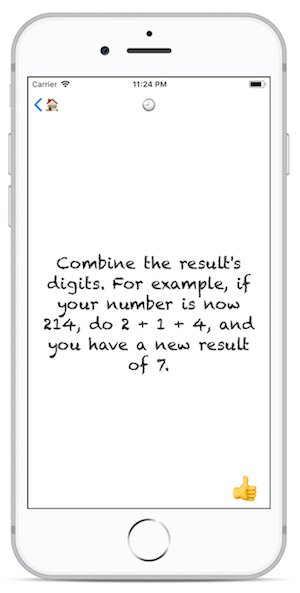 Carrier 11:24 PM
Combine the result's
digits. For example, if
your number is now
214, do 2 + 1 + 4, and
you have a new result
of 7.